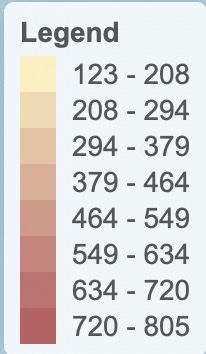 Legend
123 - 208
208 - 294
294 - 379
379 - 464
464 - 549
549 - 634
634 - 720
720 - 805